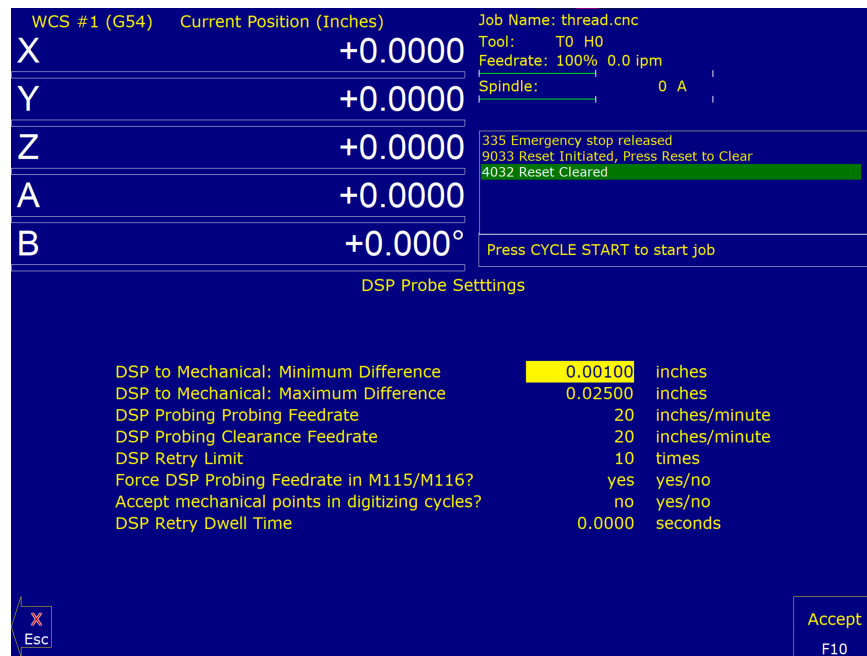 WCS #1 (G54) Current Position (Inches)
X +0.0000
Y +0.0000
Z +0.0000
A +0.0000
B +0.000°
Job Name: thread.cnc
Tool: T0 H0
Feedrate: 100% 0.0 ipm
Spindle: 0 A
335 Emergency stop released
9033 Reset Initiated, Press Reset to Clear
4032 Reset Cleared
Press CYCLE START to start job
DSP Probe Setttings
DSP to Mechanical: Minimum Difference 0.00100 inches
DSP to Mechanical: Maximum Difference 0.02500 inches
DSP Probing Probing Feedrate 20 inches/minute
DSP Probing Clearance Feedrate 20 inches/minute
DSP Retry Limit 10 times
Force DSP Probing Feedrate in M115/M116? yes yes/no
Accept mechanical points in digitizing cycles? no yes/no
DSP Retry Dwell Time 0.0000 seconds
X
Esc
Accept
F10